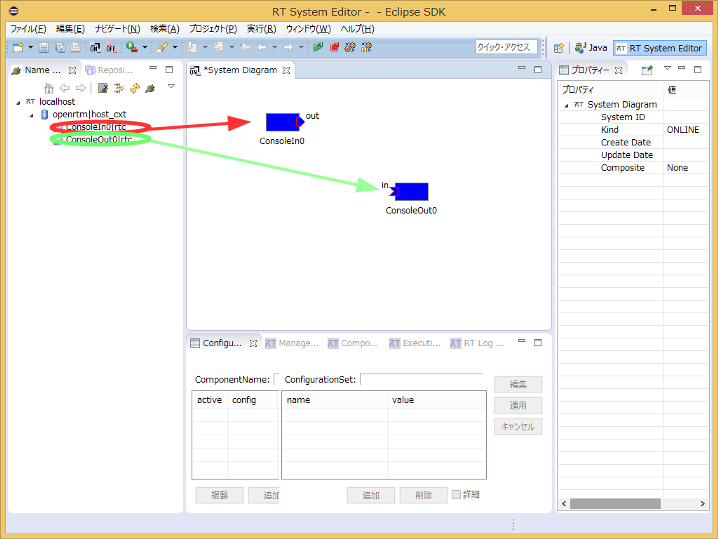 RT System Editor - - Eclipse SDK
ファイル(F) 編集(E) ナビゲート(N) 検索(A) プロジェクト(P) 実行(R) ウィンドウ(W) ヘルプ(H)
クイック・アクセス Java RT System Editor
Name ... Reposi...
localhost
openrtm|host_cxt
ConsoleIn0|rtc
ConsoleOut0|rtc
*System Diagram
out
ConsoleIn0
in
ConsoleOut0
プロパティー
プロパティ 値
System Diagram
System ID
Kind ONLINE
Create Date
Update Date
Composite None
Configu... Manage... Compo... Executi... RT Log ...
ComponentName: ConfigurationSet:
active config name value
編集
適用
キャンセル
複製 追加 追加 削除 詳細